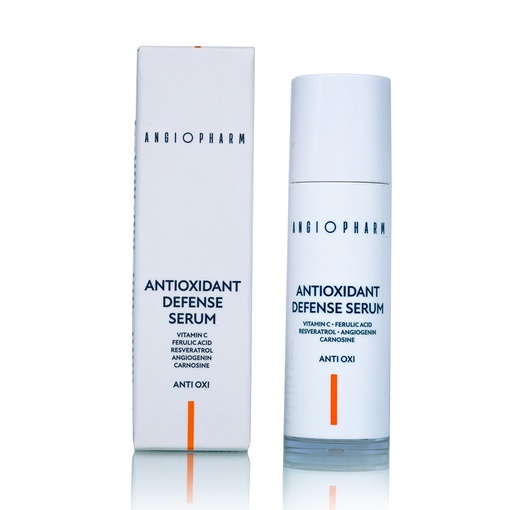 ANGIOPHARM
ANTIOXIDANT
DEFENSE
SERUM
VITAMIN C
FERULIC ACID
RESVERATROL
ANGIOGENIN
CARNOSINE
ANTI OXI
ANGIOPHARM
ANTIOXIDANT
DEFENSE SERUM
VITAMIN C • FERULIC ACID
RESVERATROL • ANGIOGENIN
CARNOSINE
ANTI OXI